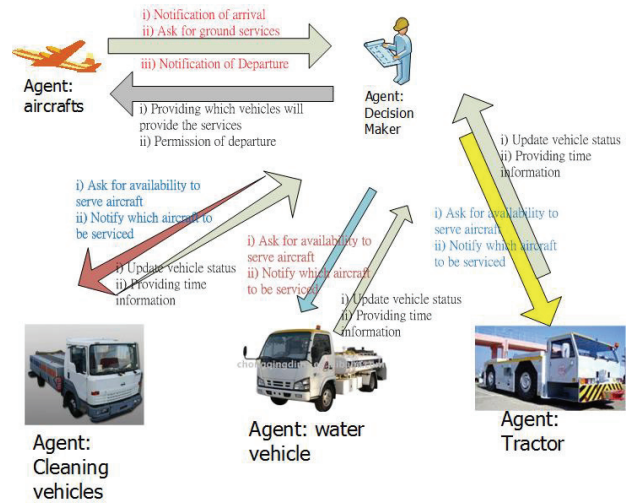 i) Notification of arrival
ii) Ask for ground services
iii) Notification of Departure
Agent:
aircrafts
Agent:
Decision
Maker
i) Providing which vehicles will
provide the services
ii) Permission of departure
i) Update vehicle status
ii) Providing time
information
i) Ask for availability to
serve aircraft
ii) Notify which aircraft to
be serviced
i) Ask for availability to
serve aircraft
ii) Notify which aircraft
to be serviced
i) Ask for availability to
serve aircraft
ii) Notify which aircraft
to be serviced
i) Update vehicle status
ii) Providing time
information
i) Update vehicle status
ii) Providing time
information
Agent:
Cleaning
vehicles
Agent: water
vehicle
Agent:
Tractor